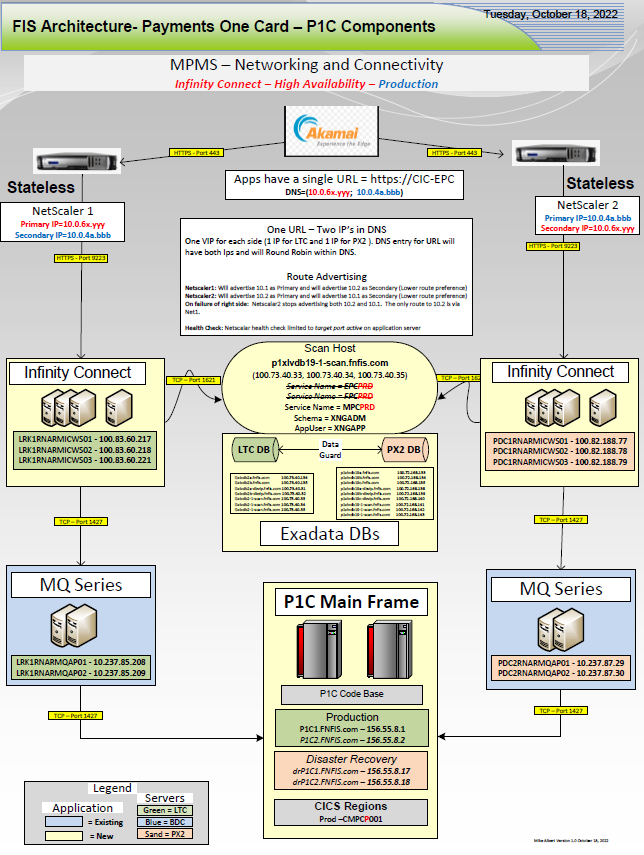 FIS Architecture- Payments One Card – P1C Components
Tuesday, October 18, 2022
MPMS – Networking and Connectivity
Infinity Connect – High Availability – Production
Akamai
Experience the Edge
HTTPS - Port 443
HTTPS - Port 443
Apps have a single URL = https://CIC-EPC
DNS=(10.0.6x.yyy; 10.0.4a.bbb)
Stateless
NetScaler 1
Primary IP=10.0.6x.yyy
Secondary IP=10.0.4a.bbb
HTTPS - Port 9223
Stateless
NetScaler 2
Primary IP=10.0.4a.bbb
Secondary IP=10.0.6x.yyy
HTTPS - Port 9223
One URL – Two IP's in DNS
One VIP for each side (1 IP for LTC and 1 IP for PX2 ). DNS entry for URL will
have both Ips and will Round Robin within DNS.
Route Advertising
Netscaler1: Will advertise 10.1 as Primary and will advertise 10.2 as Secondary (Lower route preference)
Netscaler2: Will advertise 10.2 as Primary and will advertise 10.1 as Secondary (Lower route preference)
On failure of right side: Netscaler2 stops advertising both 10.2 and 10.1. The only route to 10.2 is via
Net1.
Health Check: Netscaler health check limited to target port active on application server
Infinity Connect
LRK1RNARMICWS01 - 100.83.60.217
LRK1RNARMICWS02 - 100.83.60.218
LRK1RNARMICWS03 - 100.83.60.221
TCP – Port 1621
Scan Host
p1xlvdb19-1-scan.fnfis.com
(100.73.40.33, 100.73.40.34, 100.73.40.35)
Service Name = EPCPRD
Service Name = FPCPRD
Service Name = MPCPRD
Schema = XNGADM
AppUser = XNGAPP
TCP – Port 162
Infinity Connect
PDC1RNARMICWS01 - 100.82.188.77
PDC1RNARMICWS02 - 100.82.188.78
PDC1RNARMICWS03 - 100.82.188.79
LTC DB
Data
Guard
PX2 DB
Exadata DBs
TCP – Port 1427
TCP – Port 1427
MQ Series
LRK1RNARMQAP01 - 10.237.85.208
LRK1RNARMQAP02 - 10.237.85.209
MQ Series
PDC2RNARMQAP01 - 10.237.87.29
PDC2RNARMQAP02 - 10.237.87.30
TCP – Port 1427
TCP – Port 1427
P1C Main Frame
P1C Code Base
Production
P1C1.FNFIS.com – 156.55.8.1
P1C2.FNFIS.com – 156.55.8.2
Disaster Recovery
drP1C1.FNFIS.com – 156.55.8.17
drP1C2.FNFIS.com – 156.55.8.18
CICS Regions
Prod –CMPCP001
Legend
Application
= Existing
= New
Servers
Green = LTC
Blue = BDC
Sand = PX2
Mike Albert Version 1.0 October 18, 2022